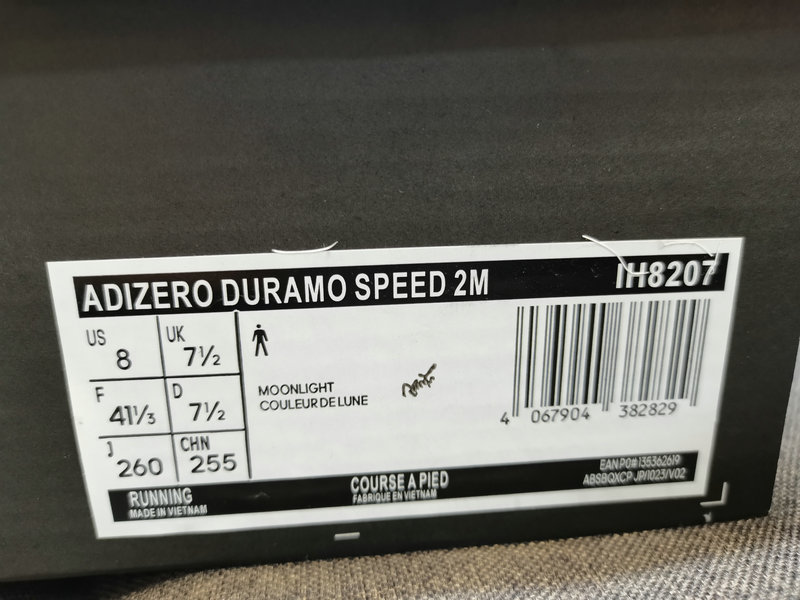 ADIZERO DURAMO SPEED 2M IH8207
US 8 UK 7½
F 41⅓ D 7½
J 260 CHN 255
MOONLIGHT
COULEUR DE LUNE
4 067904 382829
RUNNING
MADE IN VIETNAM
COURSE A PIED
FABRIQUE EN VIETNAM
EAN PO# 135362619
ABSBQXCP JP/1023/V02